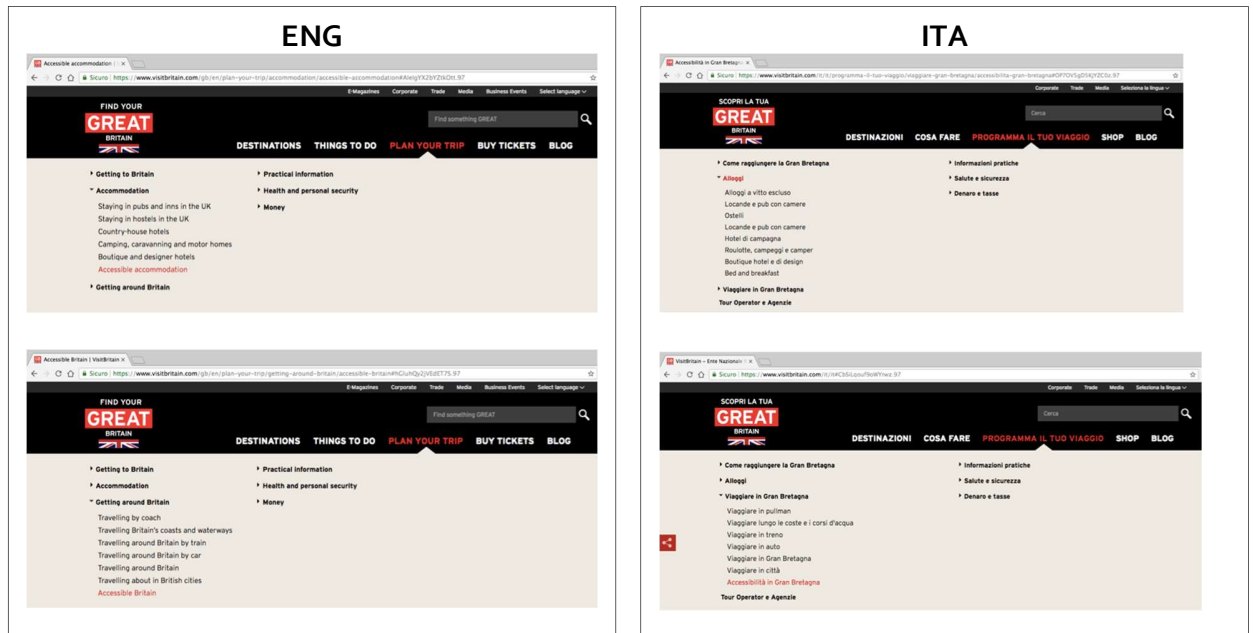 ENG
Accessible accommodation |
Sicuro https://www.visitbritain.com/gb/en/plan-your-trip/accommodation/accessible-accommodation
E-Magazines Corporate Trade Media Business Events Select language
FIND YOUR
GREAT
BRITAIN
Find something GREAT
DESTINATIONS THINGS TO DO PLAN YOUR TRIP BUY TICKETS BLOG
Getting to Britain
Accommodation
Staying in pubs and inns in the UK
Staying in hostels in the UK
Country-house hotels
Camping, caravanning and motor homes
Boutique and designer hotels
Accessible accommodation
Getting around Britain
Practical information
Health and personal security
Money
Accessible Britain | VisitBritain
Sicuro https://www.visitbritain.com/gb/en/plan-your-trip/getting-around-britain/accessible-britain
E-Magazines Corporate Trade Media Business Events Select language
FIND YOUR
GREAT
BRITAIN
Find something GREAT
DESTINATIONS THINGS TO DO PLAN YOUR TRIP BUY TICKETS BLOG
Getting to Britain
Accommodation
Getting around Britain
Travelling by coach
Travelling Britain's coasts and waterways
Travelling around Britain by train
Travelling around Britain by car
Travelling around Britain
Travelling about in British cities
Accessible Britain
Practical information
Health and personal security
Money
ITA
Accessibilità in Gran Bretagna
Sicuro https://www.visitbritain.com/it/it/programma-il-tuo-viaggio/viaggiare-gran-bretagna/accessibilita-gran-bretagna
Corporate Trade Media Seleziona la lingua
SCOPRI LA TUA
GREAT
BRITAIN
Cerca
DESTINAZIONI COSA FARE PROGRAMMA IL TUO VIAGGIO SHOP BLOG
Come raggiungere la Gran Bretagna
Alloggi
Alloggi a vitto escluso
Locande e pub con camere
Ostelli
Locande e pub con camere
Hotel di campagna
Roulotte, campeggi e camper
Boutique hotel e di design
Bed and breakfast
Viaggiare in Gran Bretagna
Tour Operator e Agenzie
Informazioni pratiche
Salute e sicurezza
Denaro e tasse
VisitBritain – Ente Nazionale
Sicuro https://www.visitbritain.com/it/it
Corporate Trade Media Seleziona la lingua
SCOPRI LA TUA
GREAT
BRITAIN
Cerca
DESTINAZIONI COSA FARE PROGRAMMA IL TUO VIAGGIO SHOP BLOG
Come raggiungere la Gran Bretagna
Alloggi
Viaggiare in Gran Bretagna
Viaggiare in pullman
Viaggiare lungo le coste e i corsi d'acqua
Viaggiare in treno
Viaggiare in auto
Viaggiare in Gran Bretagna
Viaggiare in città
Accessibilità in Gran Bretagna
Tour Operator e Agenzie
Informazioni pratiche
Salute e sicurezza
Denaro e tasse